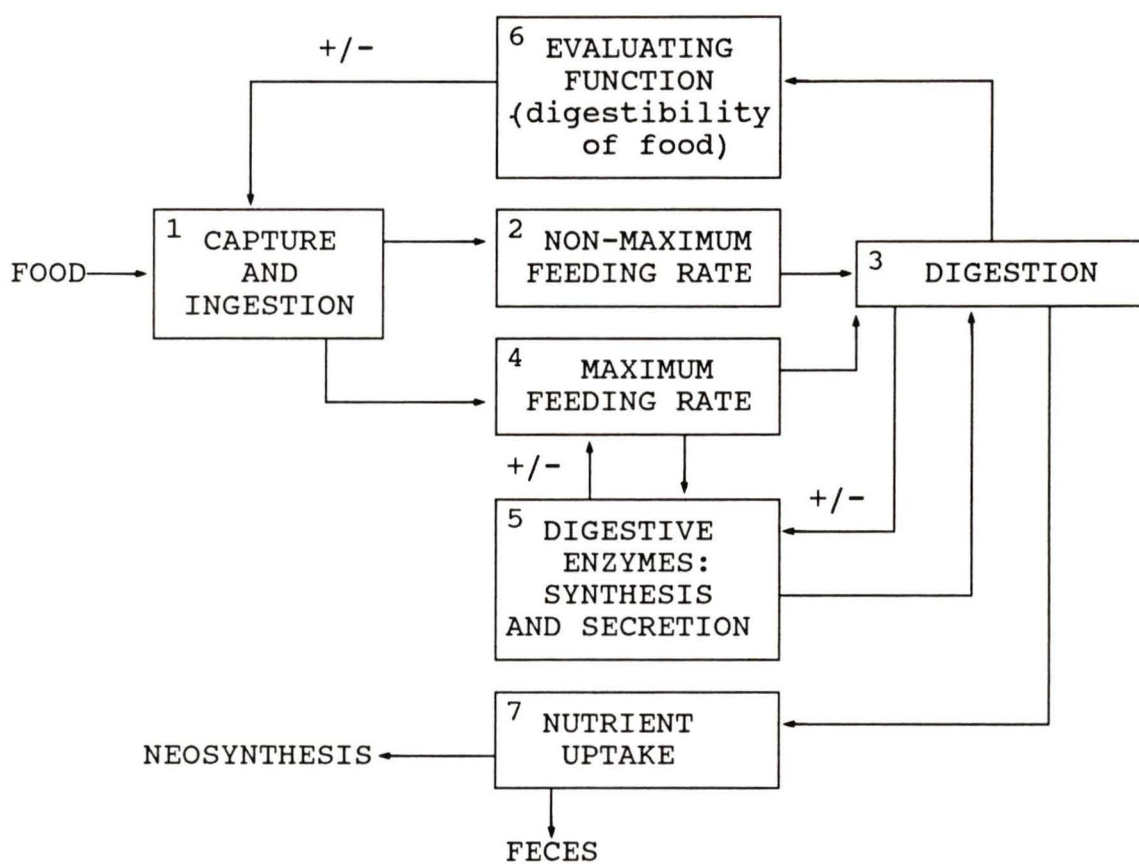 +/-
6
EVALUATING
FUNCTION
(digestibility
of food)
FOOD
1
CAPTURE
AND
INGESTION
2
NON-MAXIMUM
FEEDING RATE
3
DIGESTION
4
MAXIMUM
FEEDING RATE
+/-
+/-
5
DIGESTIVE
ENZYMES:
SYNTHESIS
AND SECRETION
7
NUTRIENT
UPTAKE
NEOSYNTHESIS
FECES